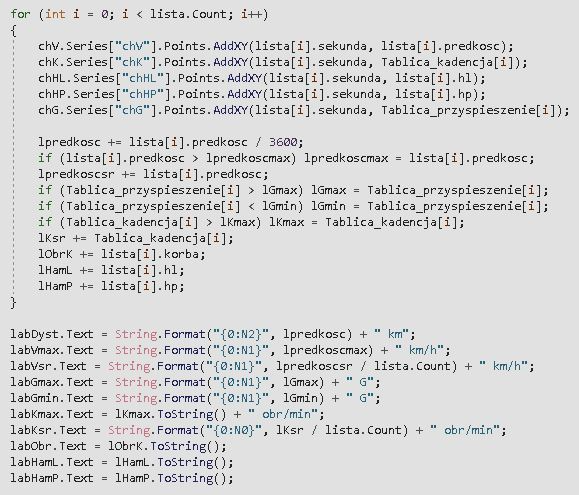 for (int i = 0; i < lista.Count; i++)
{
chV.Series["chV"].Points.AddXY(lista[i].sekunda, lista[i].predkosc);
chK.Series["chK"].Points.AddXY(lista[i].sekunda, Tablica_kadencja[i]);
chHL.Series["chHL"].Points.AddXY(lista[i].sekunda, lista[i].hl);
chHP.Series["chHP"].Points.AddXY(lista[i].sekunda, lista[i].hp);
chG.Series["chG"].Points.AddXY(lista[i].sekunda, Tablica_przyspieszenie[i]);
lpredkosc += lista[i].predkosc / 3600;
if (lista[i].predkosc > lpredkoscmax) lpredkoscmax = lista[i].predkosc;
lpredkoscsr += lista[i].predkosc;
if (Tablica_przyspieszenie[i] > lGmax) lGmax = Tablica_przyspieszenie[i];
if (Tablica_przyspieszenie[i] < lGmin) lGmin = Tablica_przyspieszenie[i];
if (Tablica_kadencja[i] > lKmax) lKmax = Tablica_kadencja[i];
lKsr += Tablica_kadencja[i];
lObrK += lista[i].korba;
lHamL += lista[i].hl;
lHamP += lista[i].hp;
}
labDyst.Text = String.Format("{0:N2}", lpredkosc) + " km";
labVmax.Text = String.Format("{0:N1}", lpredkoscmax) + " km/h";
labVsr.Text = String.Format("{0:N1}", lpredkoscsr / lista.Count) + " km/h";
labGmax.Text = String.Format("{0:N1}", lGmax) + " G";
labGmin.Text = String.Format("{0:N1}", lGmin) + " G";
labKmax.Text = lKmax.ToString() + " obr/min";
labKsr.Text = String.Format("{0:N0}", lKsr / lista.Count) + " obr/min";
labObr.Text = lObrK.ToString();
labHamL.Text = lHamL.ToString();
labHamP.Text = lHamP.ToString();